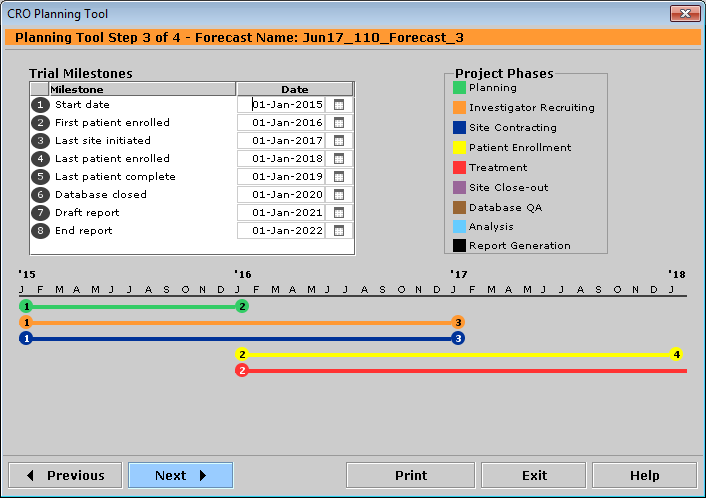 CRO Planning Tool
Planning Tool Step 3 of 4 - Forecast Name: Jun17_110_Forecast_3
Trial Milestones
Milestone Date
1 Start date 01-Jan-2015
2 First patient enrolled 01-Jan-2016
3 Last site initiated 01-Jan-2017
4 Last patient enrolled 01-Jan-2018
5 Last patient complete 01-Jan-2019
6 Database closed 01-Jan-2020
7 Draft report 01-Jan-2021
8 End report 01-Jan-2022
Project Phases
Planning
Investigator Recruiting
Site Contracting
Patient Enrollment
Treatment
Site Close-out
Database QA
Analysis
Report Generation
'15 '16 '17 '18
J F M A M J J A S O N D J F M A M J J A S O N D J F M A M J J A S O N D J
1 2
1 3
1 3
2 4
2
Previous Next Print Exit Help